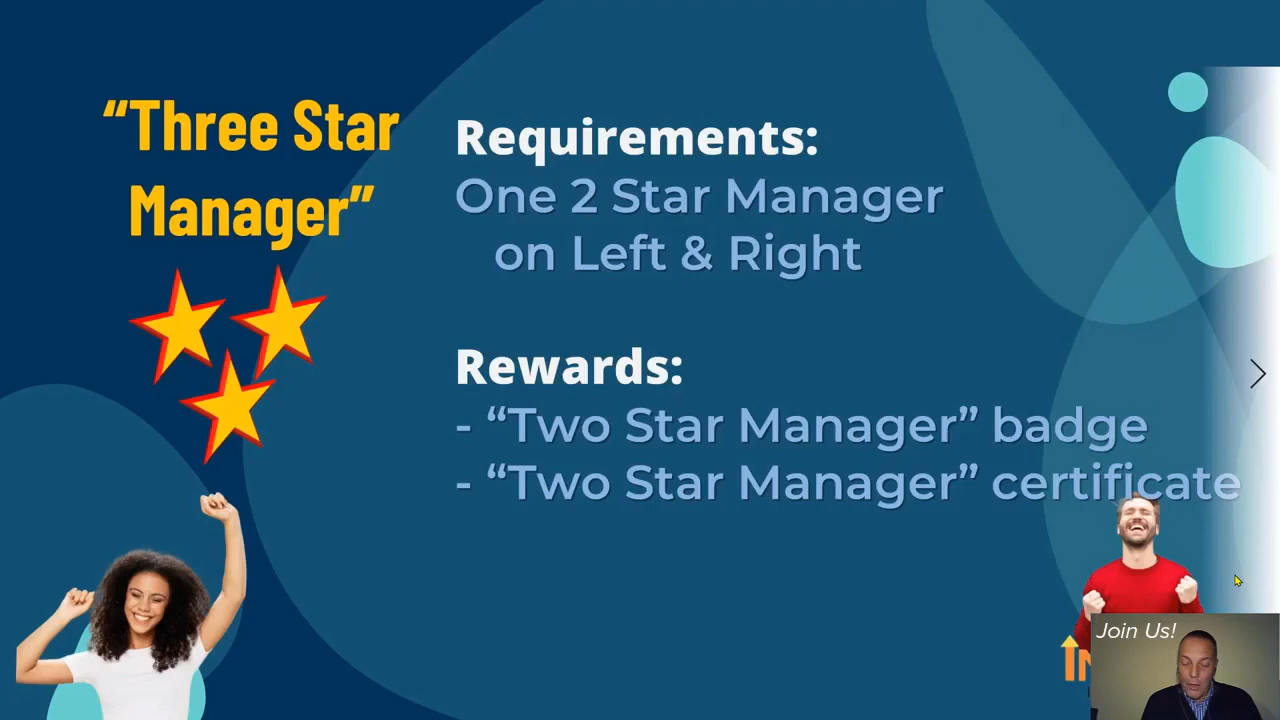 “Three Star
Manager”
Requirements:
One 2 Star Manager
on Left & Right
Rewards:
- “Two Star Manager” badge
- “Two Star Manager” certificate
Join Us!